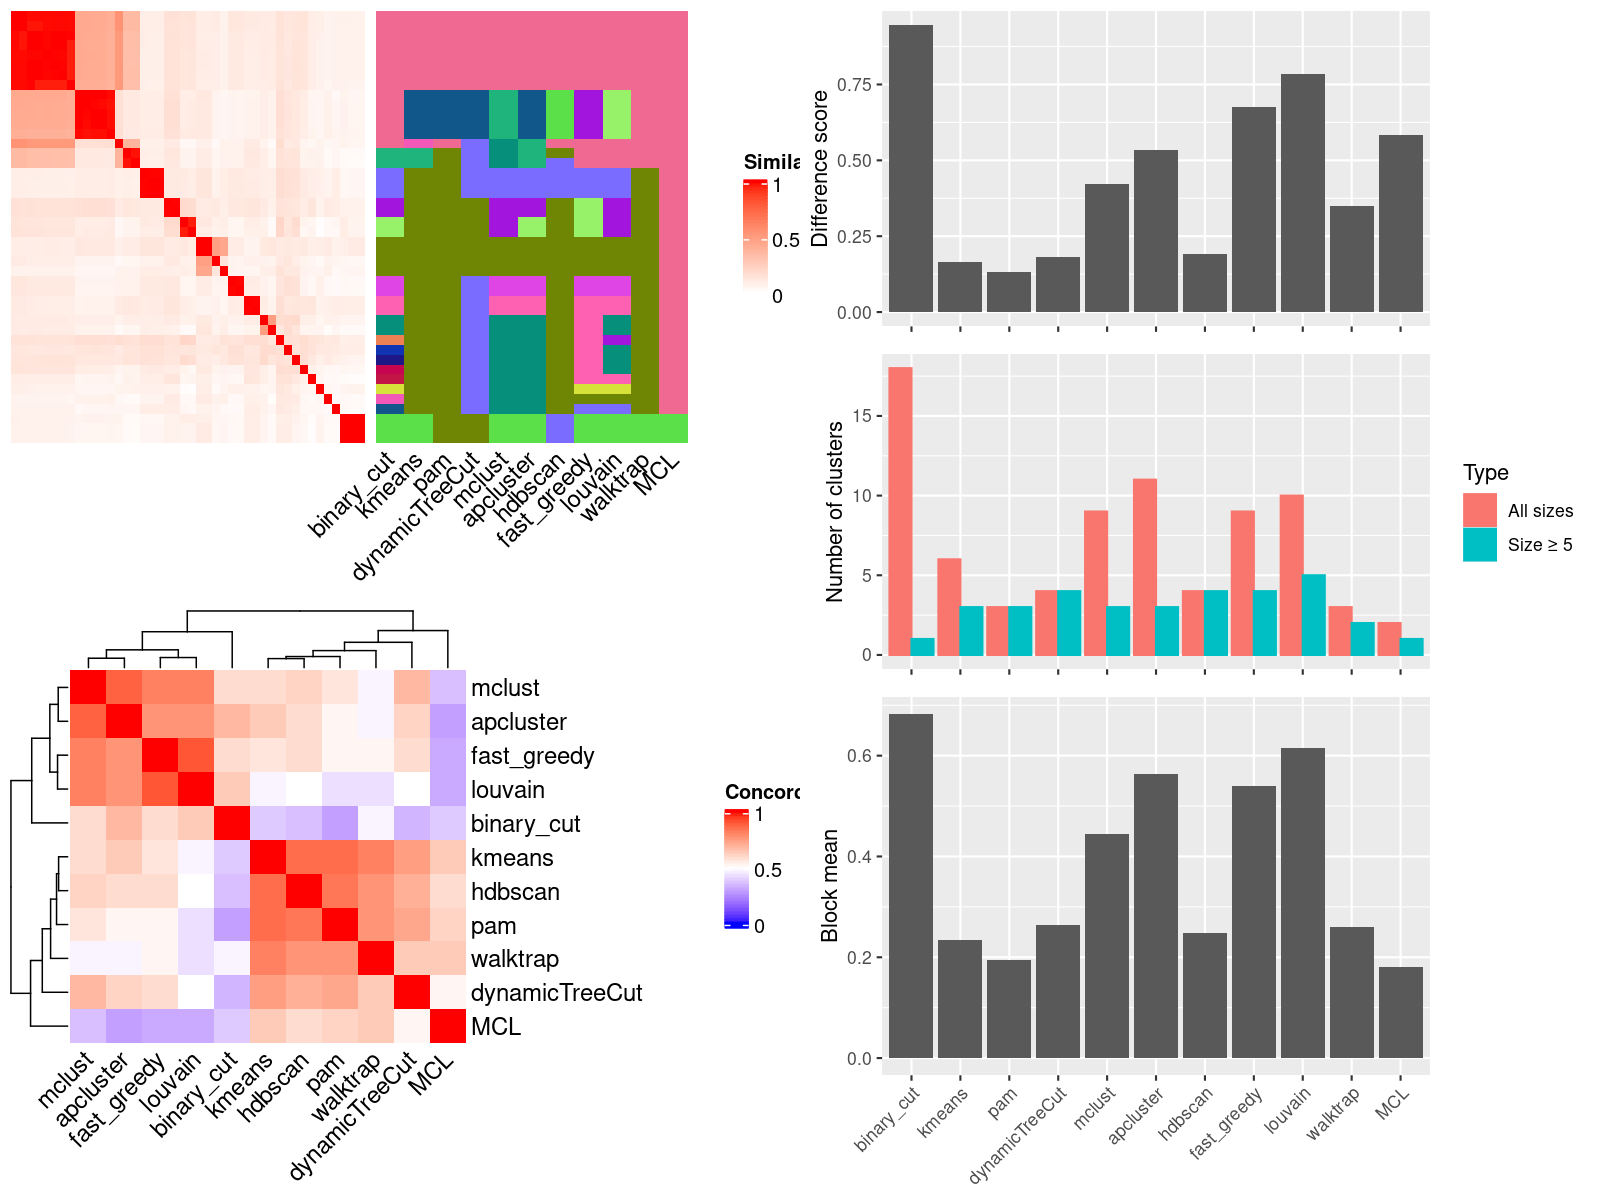 Simila
1
0.5
0
binary_cut
kmeans
pam
dynamicTreeCut
mclust
apcluster
hdbscan
fast_greedy
louvain
walktrap
MCL
Difference score
0.75
0.50
0.25
0.00
Number of clusters
15
10
5
0
Type
All sizes
Size ≥ 5
mclust
apcluster
fast_greedy
louvain
binary_cut
kmeans
hdbscan
pam
walktrap
dynamicTreeCut
MCL
mclust
apcluster
fast_greedy
louvain
binary_cut
kmeans
hdbscan
pam
walktrap
dynamicTreeCut
MCL
Concord
1
0.5
0
Block mean
0.6
0.4
0.2
0.0
binary_cut
kmeans
pam
dynamicTreeCut
mclust
apcluster
hdbscan
fast_greedy
louvain
walktrap
MCL